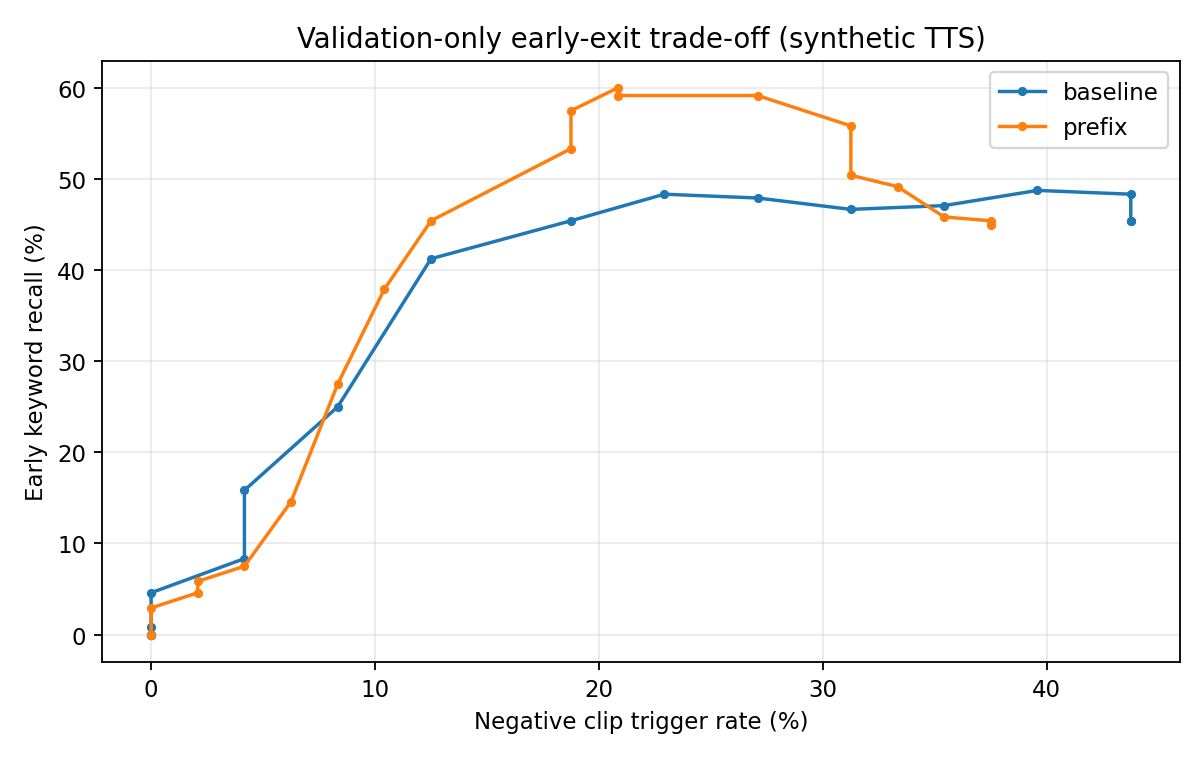 Validation-only early-exit trade-off (synthetic TTS)
baseline
prefix
Early keyword recall (%)
60
50
40
30
20
10
0
0 10 20 30 40
Negative clip trigger rate (%)